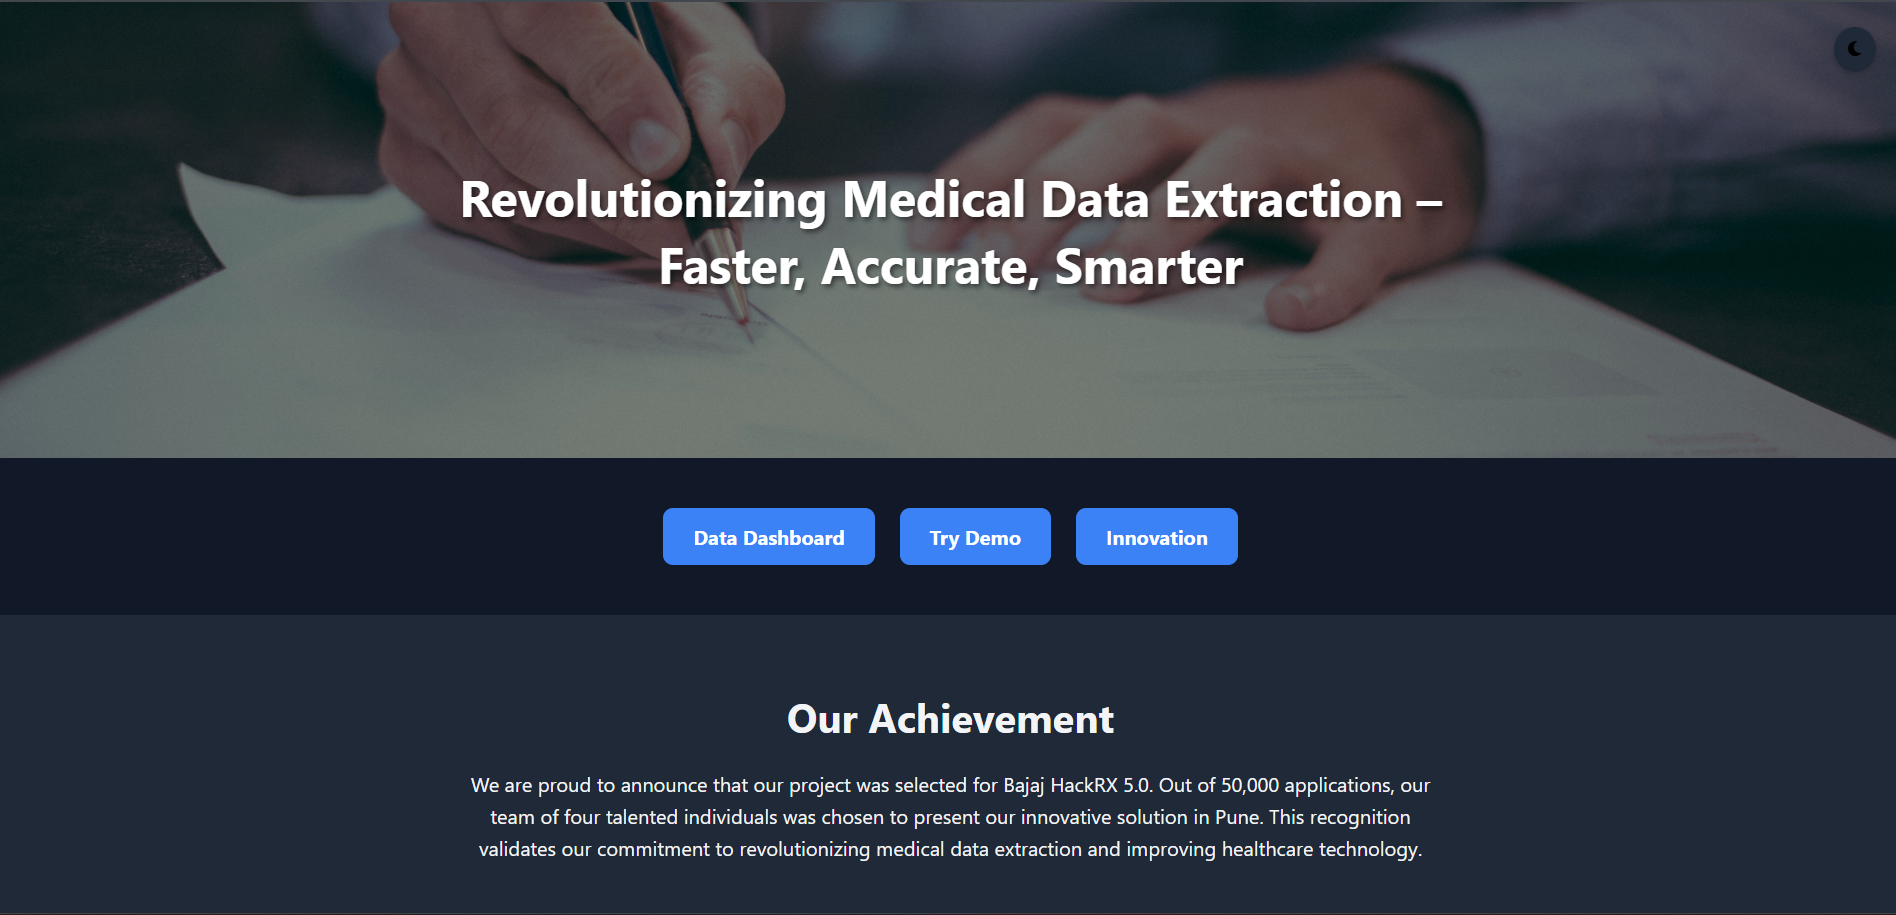 Revolutionizing Medical Data Extraction –
Faster, Accurate, Smarter
Data Dashboard
Try Demo
Innovation
Our Achievement
We are proud to announce that our project was selected for Bajaj HackRX 5.0. Out of 50,000 applications, our
team of four talented individuals was chosen to present our innovative solution in Pune. This recognition
validates our commitment to revolutionizing medical data extraction and improving healthcare technology.